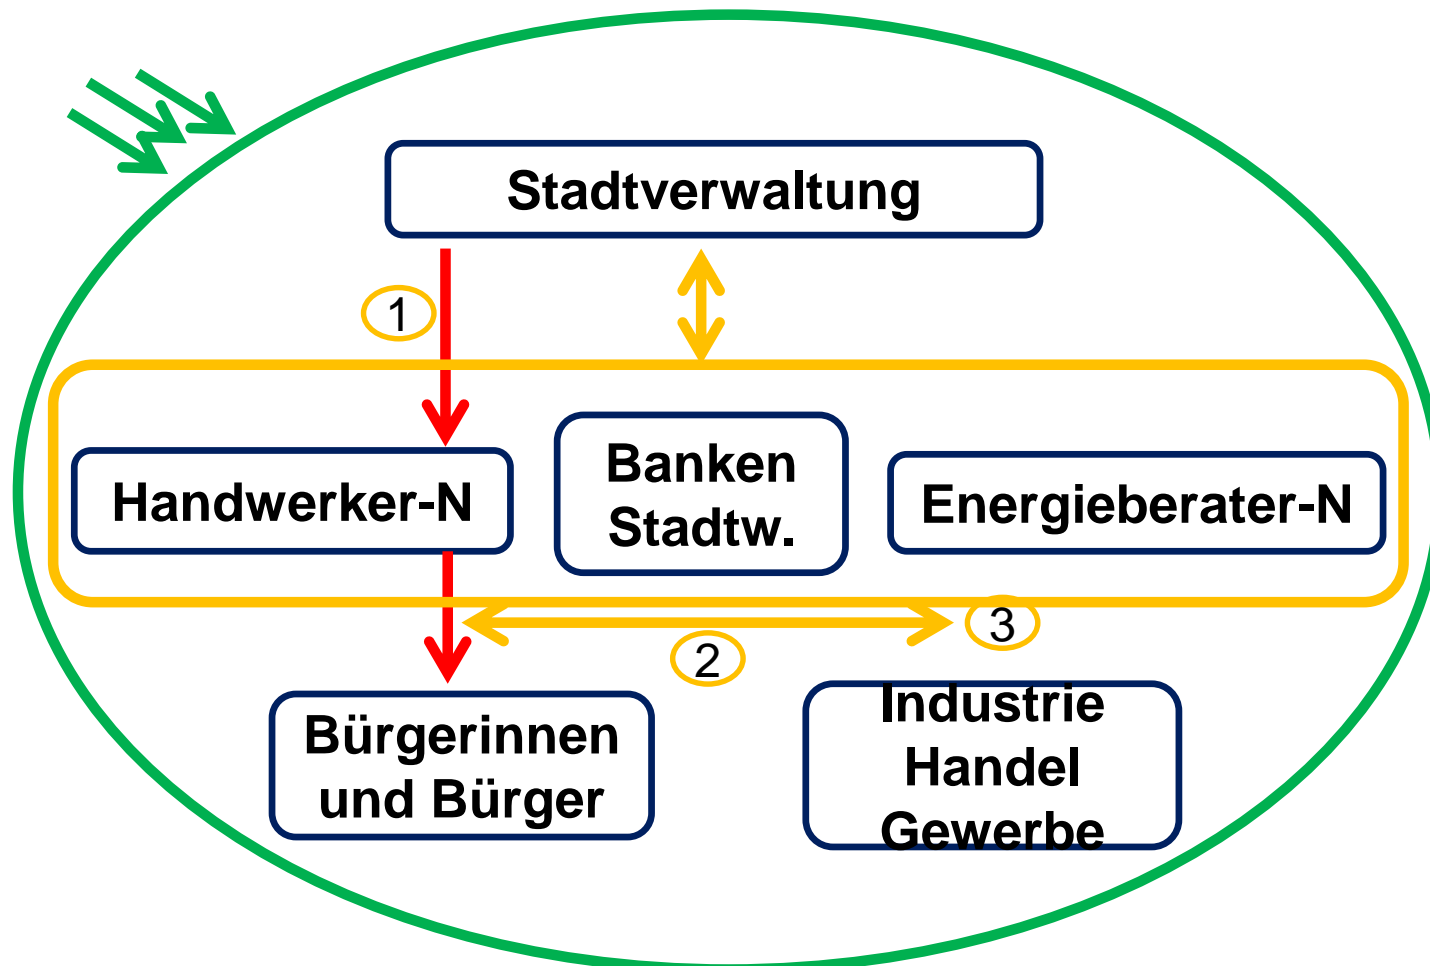 Stadtverwaltung
1
Handwerker-N
Banken
Stadtw.
Energieberater-N
2
3
Bürgerinnen
und Bürger
Industrie
Handel
Gewerbe